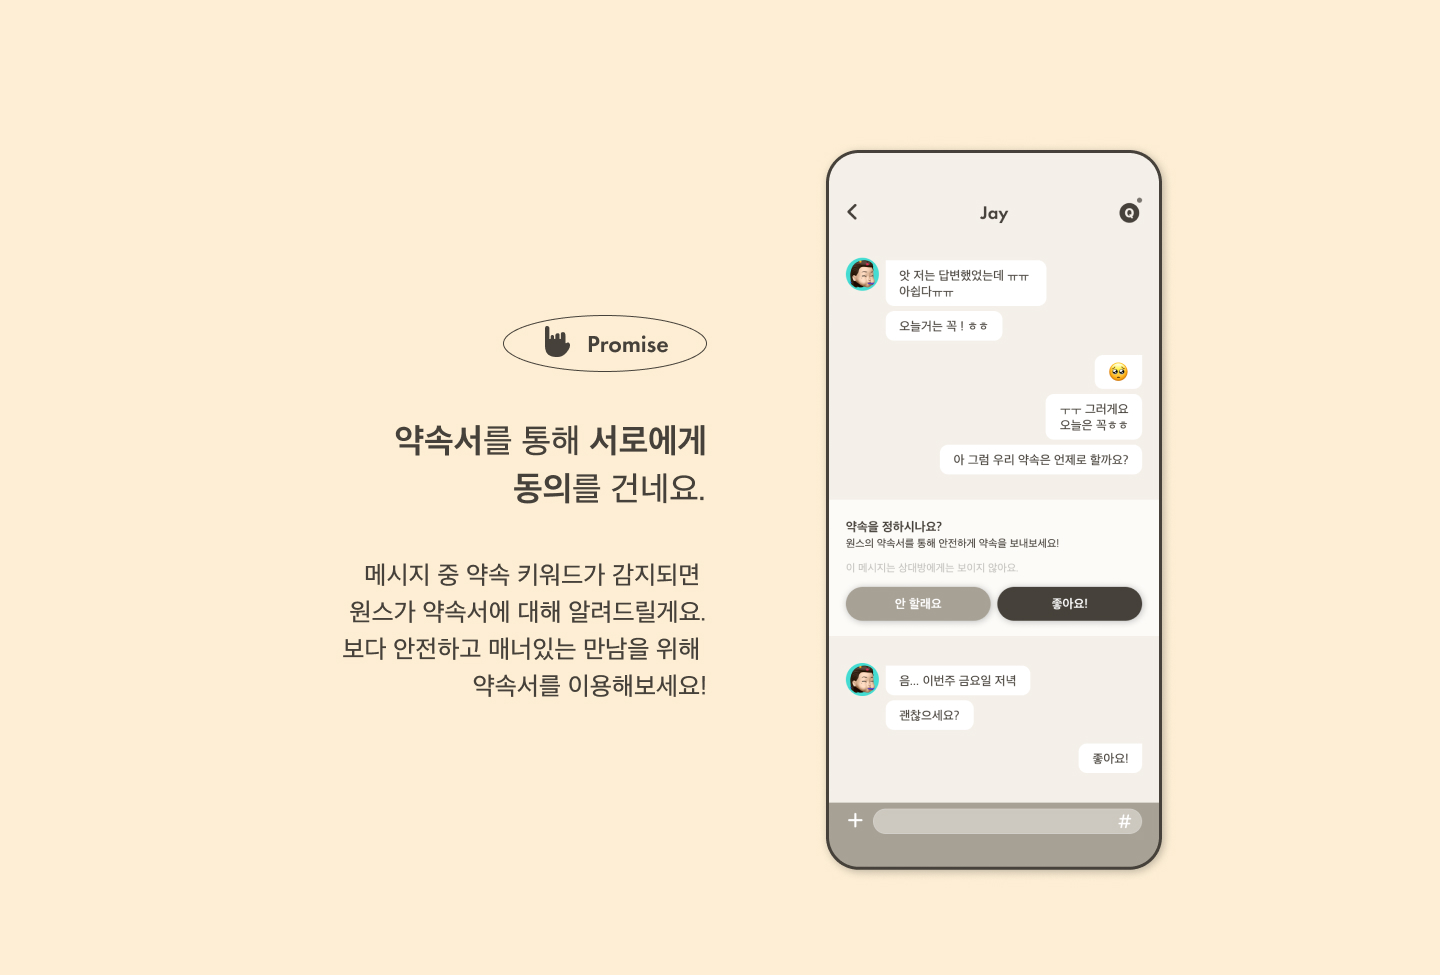 Promise
약속서를 통해 서로에게
동의를 건네요.
메시지 중 약속 키워드가 감지되면
원스가 약속서에 대해 알려드릴게요.
보다 안전하고 매너있는 만남을 위해
약속서를 이용해보세요!
Jay
Q
앗 저는 답변했었는데 ㅠㅠ
아쉽다ㅠㅠ
오늘거는 꼭 ! ㅎㅎ
🥺
ㅜㅜ 그러게요
오늘은 꼭ㅎㅎ
아 그럼 우리 약속은 언제로 할까요?
약속을 정하시나요?
원스의 약속서를 통해 안전하게 약속을 보내보세요!
이 메시지는 상대방에게는 보이지 않아요.
안 할래요
좋아요!
음... 이번주 금요일 저녁
괜찮으세요?
좋아요!
+
#